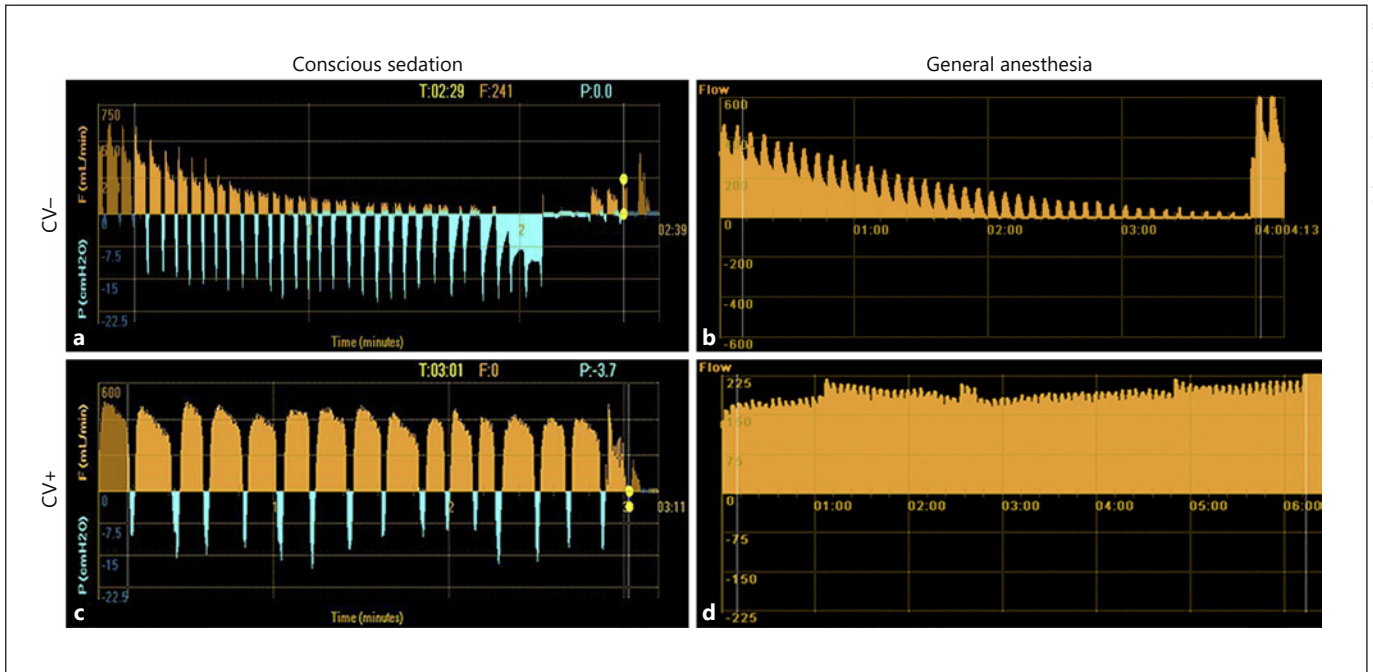 Conscious sedation
General anesthesia
CV–
T:02:29 F:241 P:0.0
750
250
0
-7.5
-15
-22.5
F (mL/min)
P (cmH2O)
1
2
02:39
Time (minutes)
a
Flow
600
200
0
-200
-400
-600
01:00
02:00
03:00
04:00
04:13
b
CV+
T:03:01 F:0 P:-3.7
600
0
-7.5
-15
-22.5
F (mL/min)
P (cmH2O)
1
2
3
03:11
Time (minutes)
c
Flow
225
150
75
0
-75
-150
-225
01:00
02:00
03:00
04:00
05:00
06:00
d